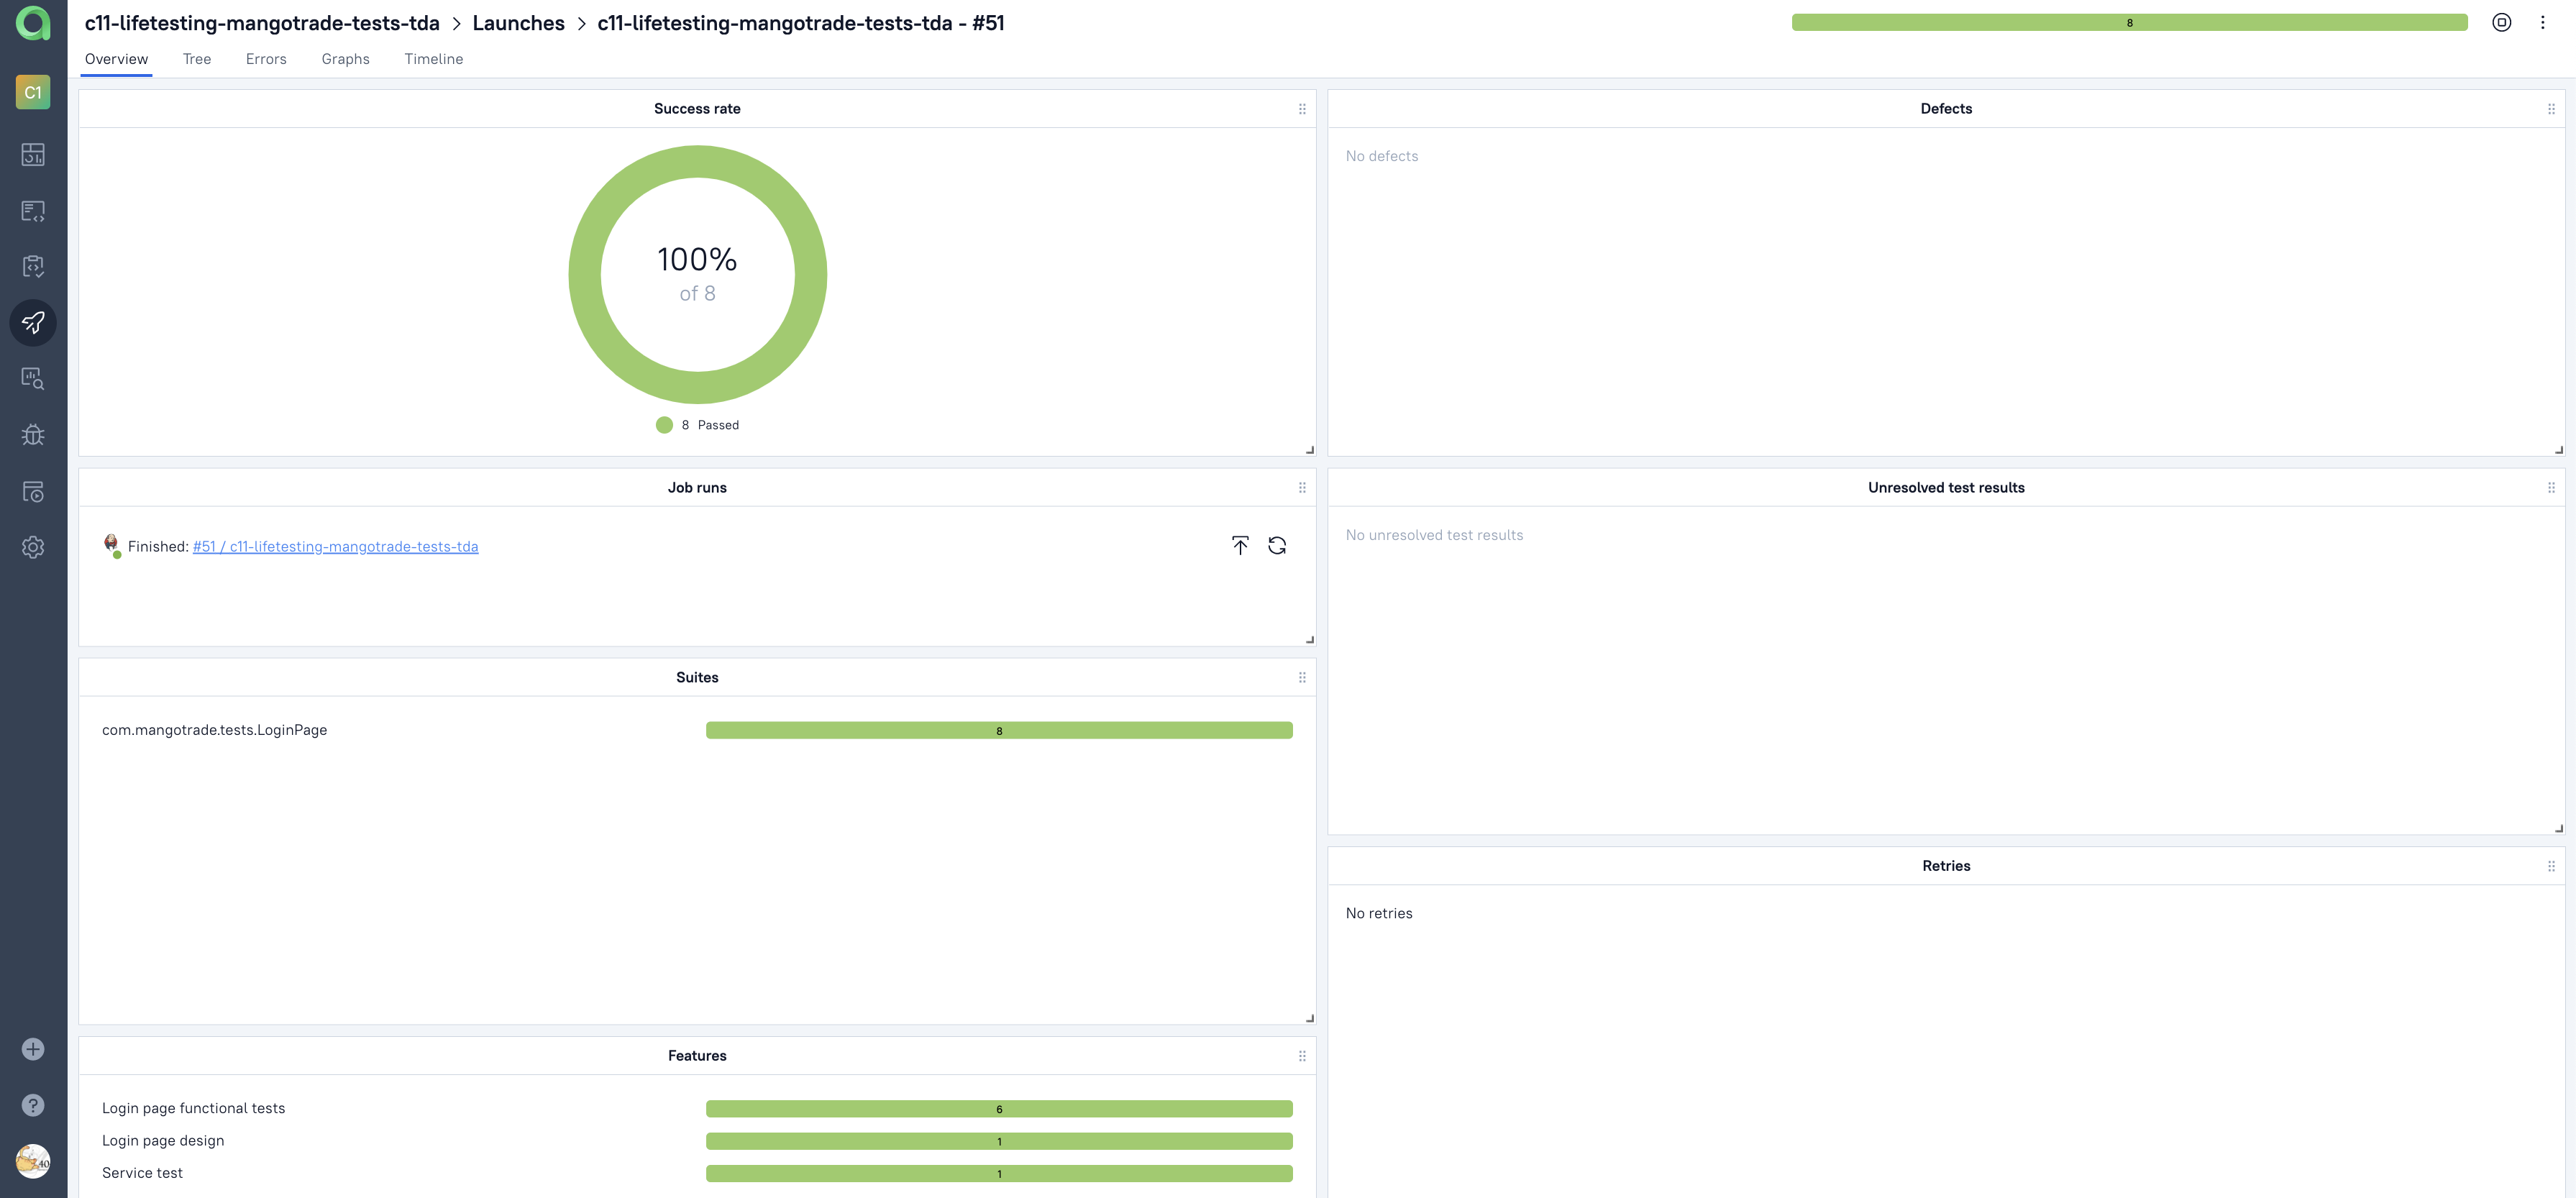 c11-lifetesting-mangotrade-tests-tda > Launches > c11-lifetesting-mangotrade-tests-tda - #51
8
Overview Tree Errors Graphs Timeline
C1
Success rate
100%
of 8
8 Passed
Defects
No defects
Job runs
Finished: #51 / c11-lifetesting-mangotrade-tests-tda
Unresolved test results
No unresolved test results
Suites
com.mangotrade.tests.LoginPage 8
Retries
No retries
Features
Login page functional tests 6
Login page design 1
Service test 1
40